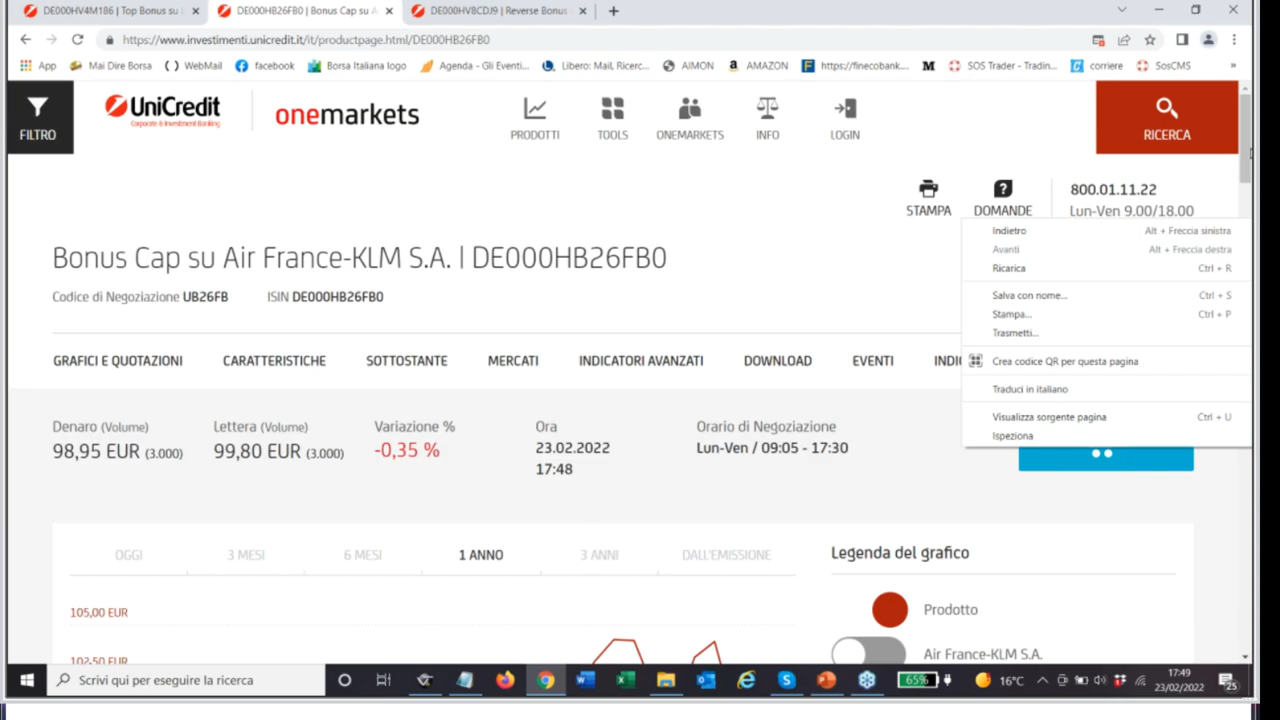 DE000HV4M186 | Top Bonus su
DE000HB26FB0 | Bonus Cap su A
DE000HV8CDJ9 | Reverse Bonus
https://www.investimenti.unicredit.it/it/productpage.html/DE000HB26FB0
App
Mai Dire Borsa
WebMail
facebook
Borsa Italiana logo
Agenda - Gli Eventi...
Libero: Mail, Ricerc...
AIMON
AMAZON
https://finecobank....
M
SOS Trader - Tradin...
corriere
SosCMS
»
FILTRO
UniCredit
Corporate & Investment Banking
onemarkets
PRODOTTI
TOOLS
ONEMARKETS
INFO
LOGIN
RICERCA
STAMPA
DOMANDE
800.01.11.22
Lun-Ven 9.00/18.00
Indietro Alt + Freccia sinistra
Avanti Alt + Freccia destra
Ricarica Ctrl + R
Salva con nome... Ctrl + S
Stampa... Ctrl + P
Trasmetti...
Crea codice QR per questa pagina
Traduci in italiano
Visualizza sorgente pagina Ctrl + U
Ispeziona
Bonus Cap su Air France-KLM S.A. | DE000HB26FB0
Codice di Negoziazione UB26FB ISIN DE000HB26FB0
GRAFICI E QUOTAZIONI
CARATTERISTICHE
SOTTOSTANTE
MERCATI
INDICATORI AVANZATI
DOWNLOAD
EVENTI
INDI
Denaro (Volume)
98,95 EUR (3.000)
Lettera (Volume)
99,80 EUR (3.000)
Variazione %
-0,35 %
Ora
23.02.2022
17:48
Orario di Negoziazione
Lun-Ven / 09:05 - 17:30
OGGI
3 MESI
6 MESI
1 ANNO
3 ANNI
DALL'EMISSIONE
105,00 EUR
102,50 EUR
Legenda del grafico
Prodotto
Air France-KLM S.A.
Scrivi qui per eseguire la ricerca
65%
16°C
17:49
23/02/2022
25